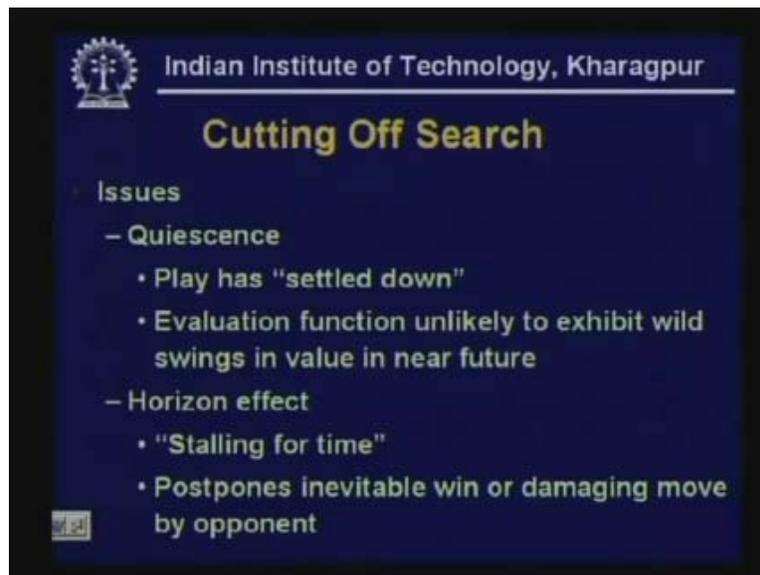 Indian Institute of Technology, Kharagpur
Cutting Off Search
Issues
– Quiescence
• Play has "settled down"
• Evaluation function unlikely to exhibit wild
swings in value in near future
– Horizon effect
• "Stalling for time"
• Postpones inevitable win or damaging move
by opponent